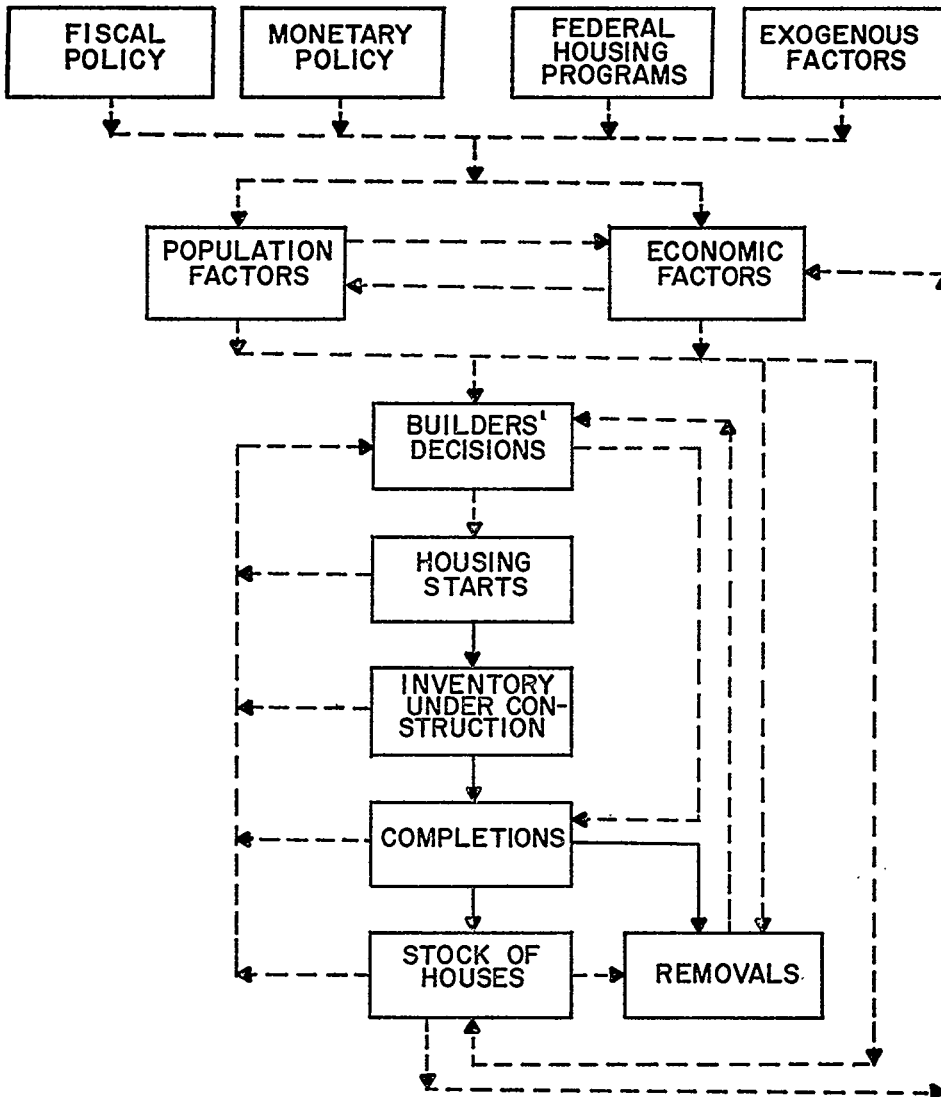 FISCAL
POLICY
MONETARY
POLICY
FEDERAL
HOUSING
PROGRAMS
EXOGENOUS
FACTORS
POPULATION
FACTORS
ECONOMIC
FACTORS
BUILDERS'
DECISIONS
HOUSING
STARTS
INVENTORY
UNDER CON-
STRUCTION
COMPLETIONS
STOCK OF
HOUSES
REMOVALS